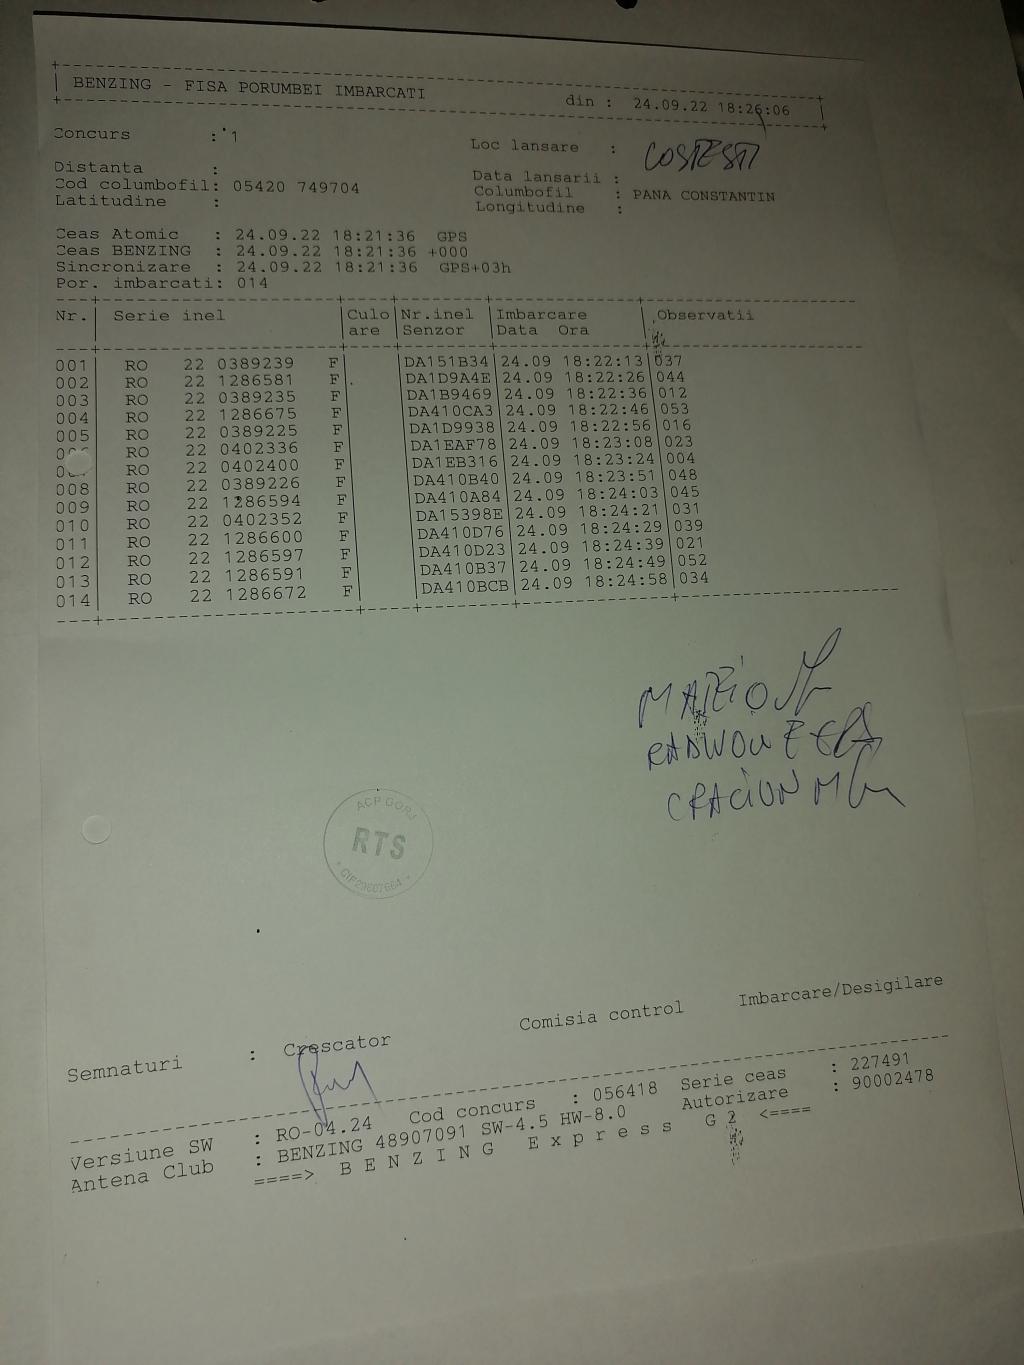 BENZING - FISA PORUMBEI IMBARCATI din : 24.09.22 18:26:06
Concurs : 1 Loc lansare : COSTESTI
Distanta : Data lansarii :
Cod columbofil: 05420 749704 Columbofil : PANA CONSTANTIN
Latitudine : Longitudine :
Ceas Atomic : 24.09.22 18:21:36 GPS
Ceas BENZING : 24.09.22 18:21:36 +000
Sincronizare : 24.09.22 18:21:36 GPS+03h
Por. imbarcati: 014
Nr. Serie inel Culo Nr.inel Imbarcare Observatii
are Senzor Data Ora
001 RO 22 0389239 F DA151B34 24.09 18:22:13 037
002 RO 22 1286581 F DA1D9A4E 24.09 18:22:26 044
003 RO 22 0389235 F DA1B9469 24.09 18:22:36 012
004 RO 22 1286675 F DA410CA3 24.09 18:22:46 053
005 RO 22 0389225 F DA1D9938 24.09 18:22:56 016
RO 22 0402336 F DA1EAF78 24.09 18:23:08 023
RO 22 0402400 F DA1EB316 24.09 18:23:24 004
008 RO 22 0389226 F DA410B40 24.09 18:23:51 048
009 RO 22 1286594 F DA410A84 24.09 18:24:03 045
010 RO 22 0402352 F DA15398E 24.09 18:24:21 031
011 RO 22 1286600 F DA410D76 24.09 18:24:29 039
012 RO 22 1286597 F DA410D23 24.09 18:24:39 021
013 RO 22 1286591 F DA410B37 24.09 18:24:49 052
014 RO 22 1286672 F DA410BCB 24.09 18:24:58 034
CRACIUN M
ACP GORJ
RTS
Semnaturi : Crescator Comisia control Imbarcare/Desigilare
Versiune SW : RO-04.24 Cod concurs : 056418 Serie ceas : 227491
Antena Club : BENZING 48907091 SW-4.5 HW-8.0 Autorizare : 90002478
====> B E N Z I N G E x p r e s s G 2 <====